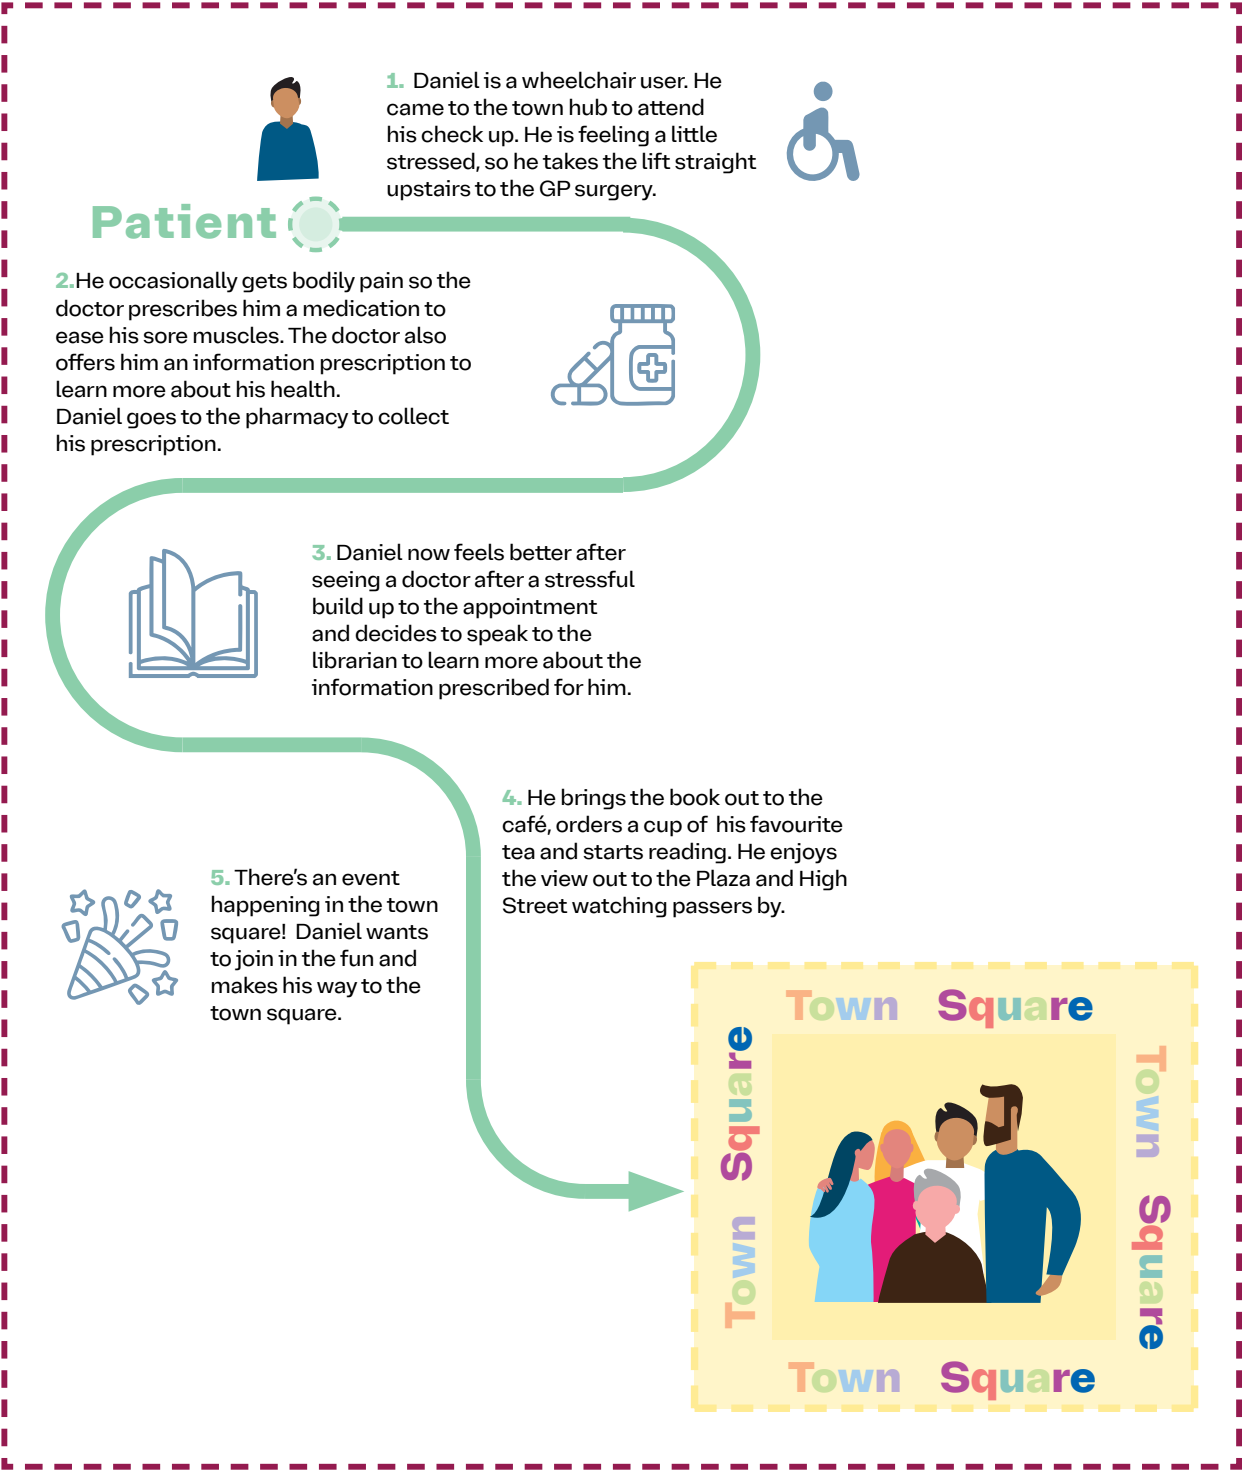 1. Daniel is a wheelchair user. He
came to the town hub to attend
his check up. He is feeling a little
stressed, so he takes the lift straight
upstairs to the GP surgery.
Patient
2.He occasionally gets bodily pain so the
doctor prescribes him a medication to
ease his sore muscles. The doctor also
offers him an information prescription to
learn more about his health.
Daniel goes to the pharmacy to collect
his prescription.
3. Daniel now feels better after
seeing a doctor after a stressful
build up to the appointment
and decides to speak to the
librarian to learn more about the
information prescribed for him.
4. He brings the book out to the
café, orders a cup of his favourite
tea and starts reading. He enjoys
the view out to the Plaza and High
Street watching passers by.
5. There's an event
happening in the town
square! Daniel wants
to join in the fun and
makes his way to the
town square.
Town Square
Town Square
Town Square
Town Square